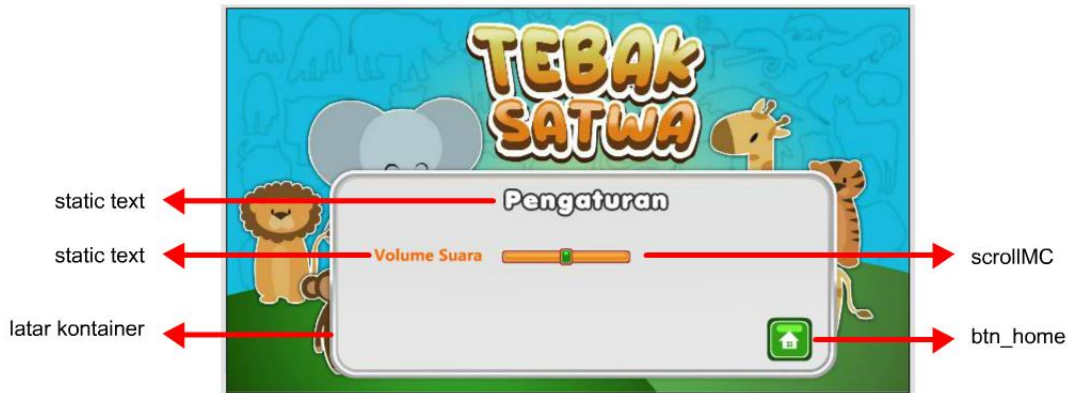 TEBAK
SATWA
static text
Pengaturan
static text
Volume Suara
scrollMC
latar kontainer
btn_home